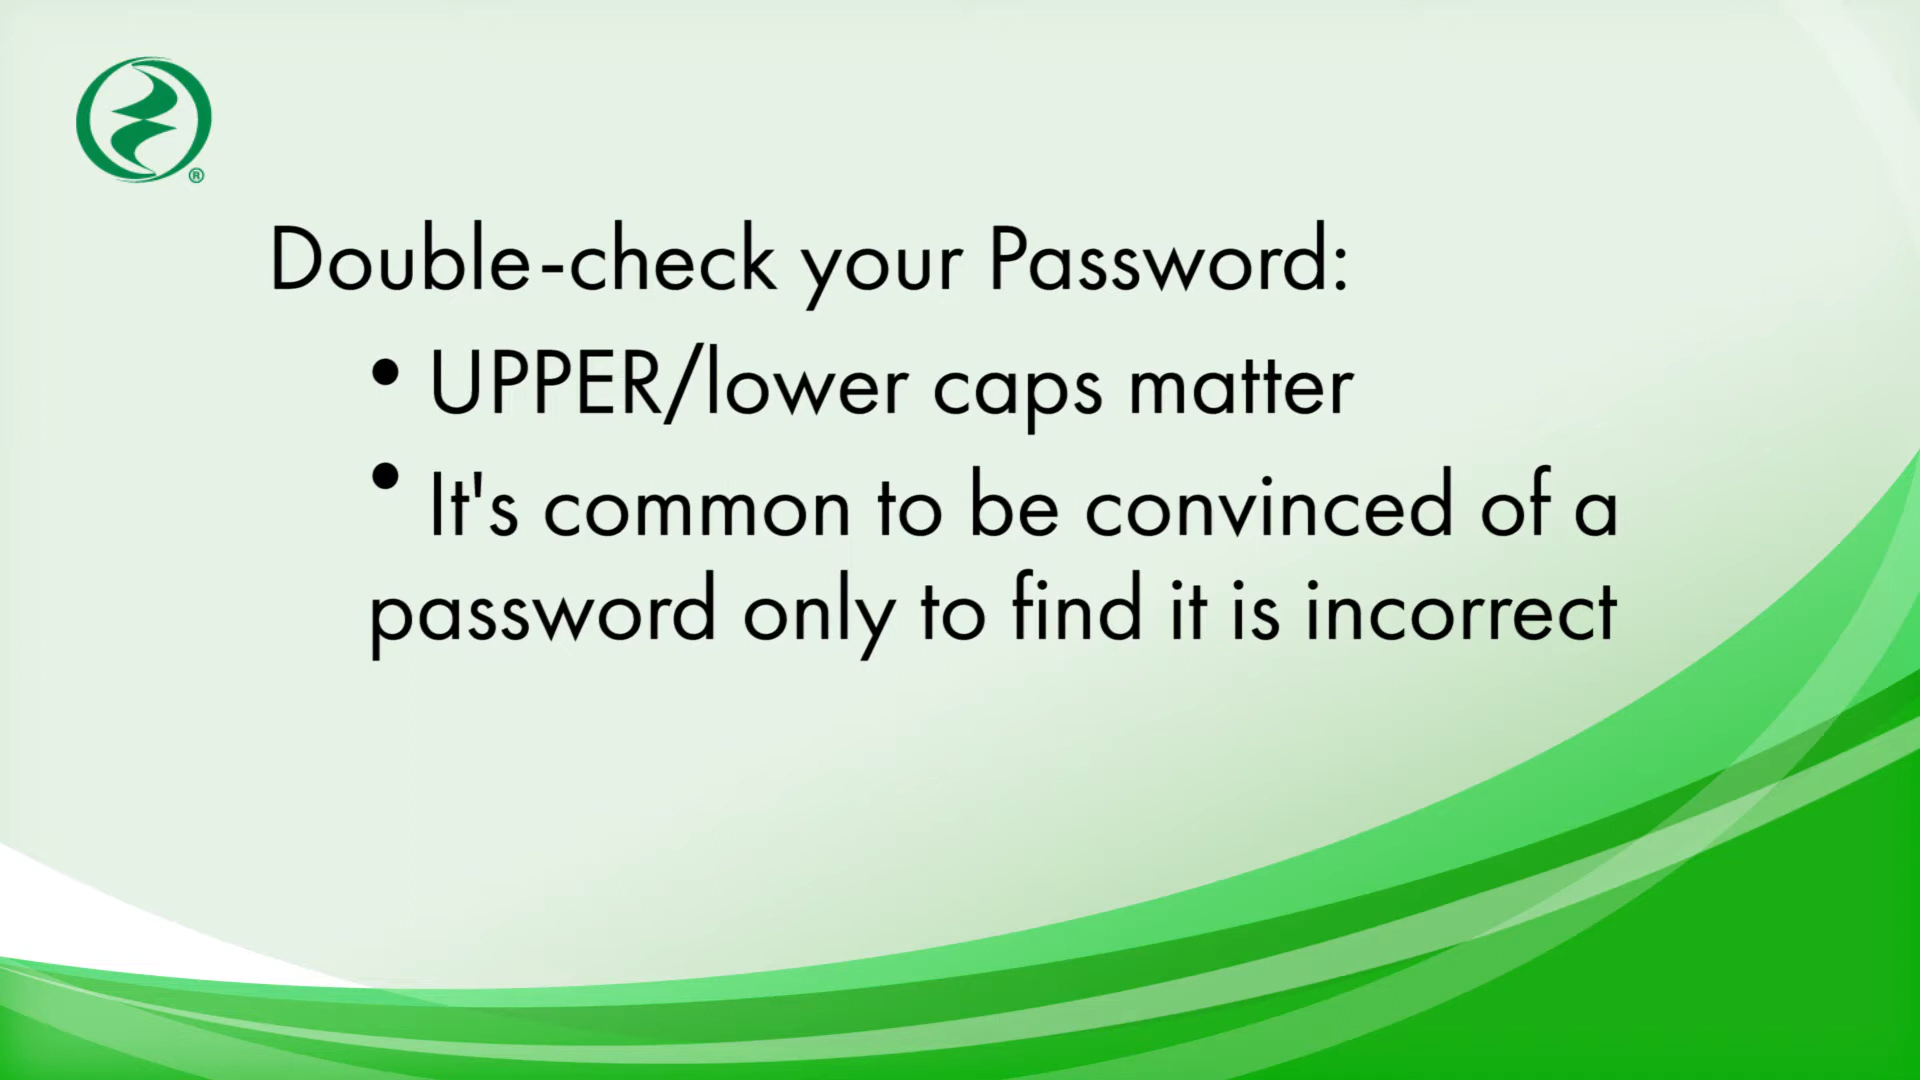 ®
Double-check your Password:
• UPPER/lower caps matter
• It's common to be convinced of a
password only to find it is incorrect